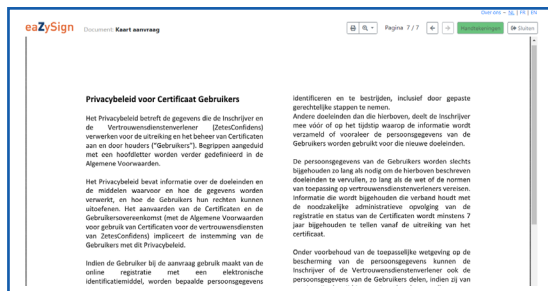 Over ons - NL | FR | EN
eaZySign
Document: Kaart aanvraag
Pagina 7 / 7
Handtekeningen
Sluiten
Privacybeleid voor Certificaat Gebruikers
Het Privacybeleid betreft de gegevens die de Inschrijver en
de Vertrouwensdienstenverlener (ZetesConfidens)
verwerken voor de uitreiking en het beheer van Certificaten
aan en door houders ("Gebruikers"). Begrippen aangeduid
met een hoofdletter worden verder gedefinieerd in de
Algemene Voorwaarden.
Het Privacybeleid bevat informatie over de doeleinden en
de middelen waarvoor en hoe de gegevens worden
verwerkt, en hoe de Gebruikers hun rechten kunnen
uitoefenen. Het aanvaarden van de Certificaten en de
Gebruikersovereenkomst (met de Algemene Voorwaarden
voor gebruik van Certificaten voor de vertrouwensdiensten
van ZetesConfidens) impliceert de instemming van de
Gebruikers met dit Privacybeleid.
Indien de Gebruiker bij de aanvraag gebruik maakt van de
online registratie met een elektronische
identificatiemiddel, worden bepaalde persoonsgegevens
identificeren en te bestrijden, inclusief door gepaste
gerechtelijke stappen te nemen.
Andere doeleinden dan die hierboven, deelt de Inschrijver
mee vóór of op het tijdstip waarop de informatie wordt
verzameld of vooraleer de persoonsgegevens van de
Gebruikers worden gebruikt voor die nieuwe doeleinden.
De persoonsgegevens van de Gebruikers worden slechts
bijgehouden zo lang als nodig om de hierboven beschreven
doeleinden te vervullen, zo lang als de wet of de normen
van toepassing op vertrouwensdienstenverleners vereisen.
Informatie die wordt bijgehouden die verband houdt met
de noodzakelijke administratieve opvolging van de
registratie en status van de Certificaten wordt minstens 7
jaar bijgehouden te tellen vanaf de uitreiking van het
certificaat.
Onder voorbehoud van de toepasselijke wetgeving op de
bescherming van de persoonsgegevens kunnen de
Inschrijver of de Vertrouwensdienstenverlener ook de
persoonsgegevens van de Gebruikers delen, indien zij van